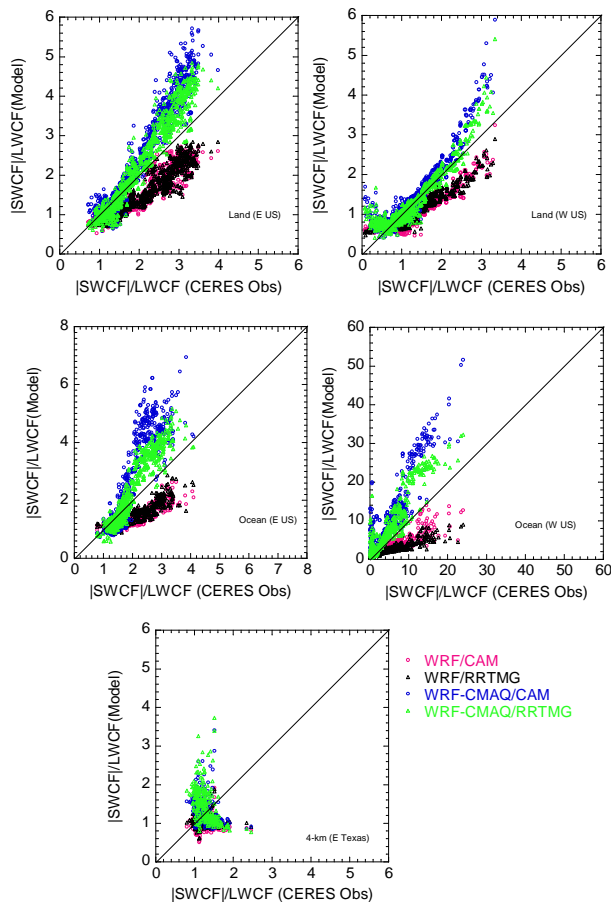 6
5
4
3
2
1
0
|SWCF|/LWCF(Model)
Land (E US)
0 1 2 3 4 5 6
|SWCF|/LWCF (CERES Obs)
6
5
4
3
2
1
0
|SWCF|/LWCF(Model)
Land (W US)
0 1 2 3 4 5 6
|SWCF|/LWCF (CERES Obs)
8
6
4
2
0
|SWCF|/LWCF(Model)
Ocean (E US)
0 1 2 3 4 5 6 7 8
|SWCF|/LWCF (CERES Obs)
60
50
40
30
20
10
0
|SWCF|/LWCF(Model)
Ocean (W US)
0 10 20 30 40 50 60
|SWCF|/LWCF (CERES Obs)
6
5
4
3
2
1
0
|SWCF|/LWCF(Model)
4-km (E Texas)
0 1 2 3 4 5 6
|SWCF|/LWCF (CERES Obs)
WRF/CAM
WRF/RRTMG
WRF-CMAQ/CAM
WRF-CMAQ/RRTMG